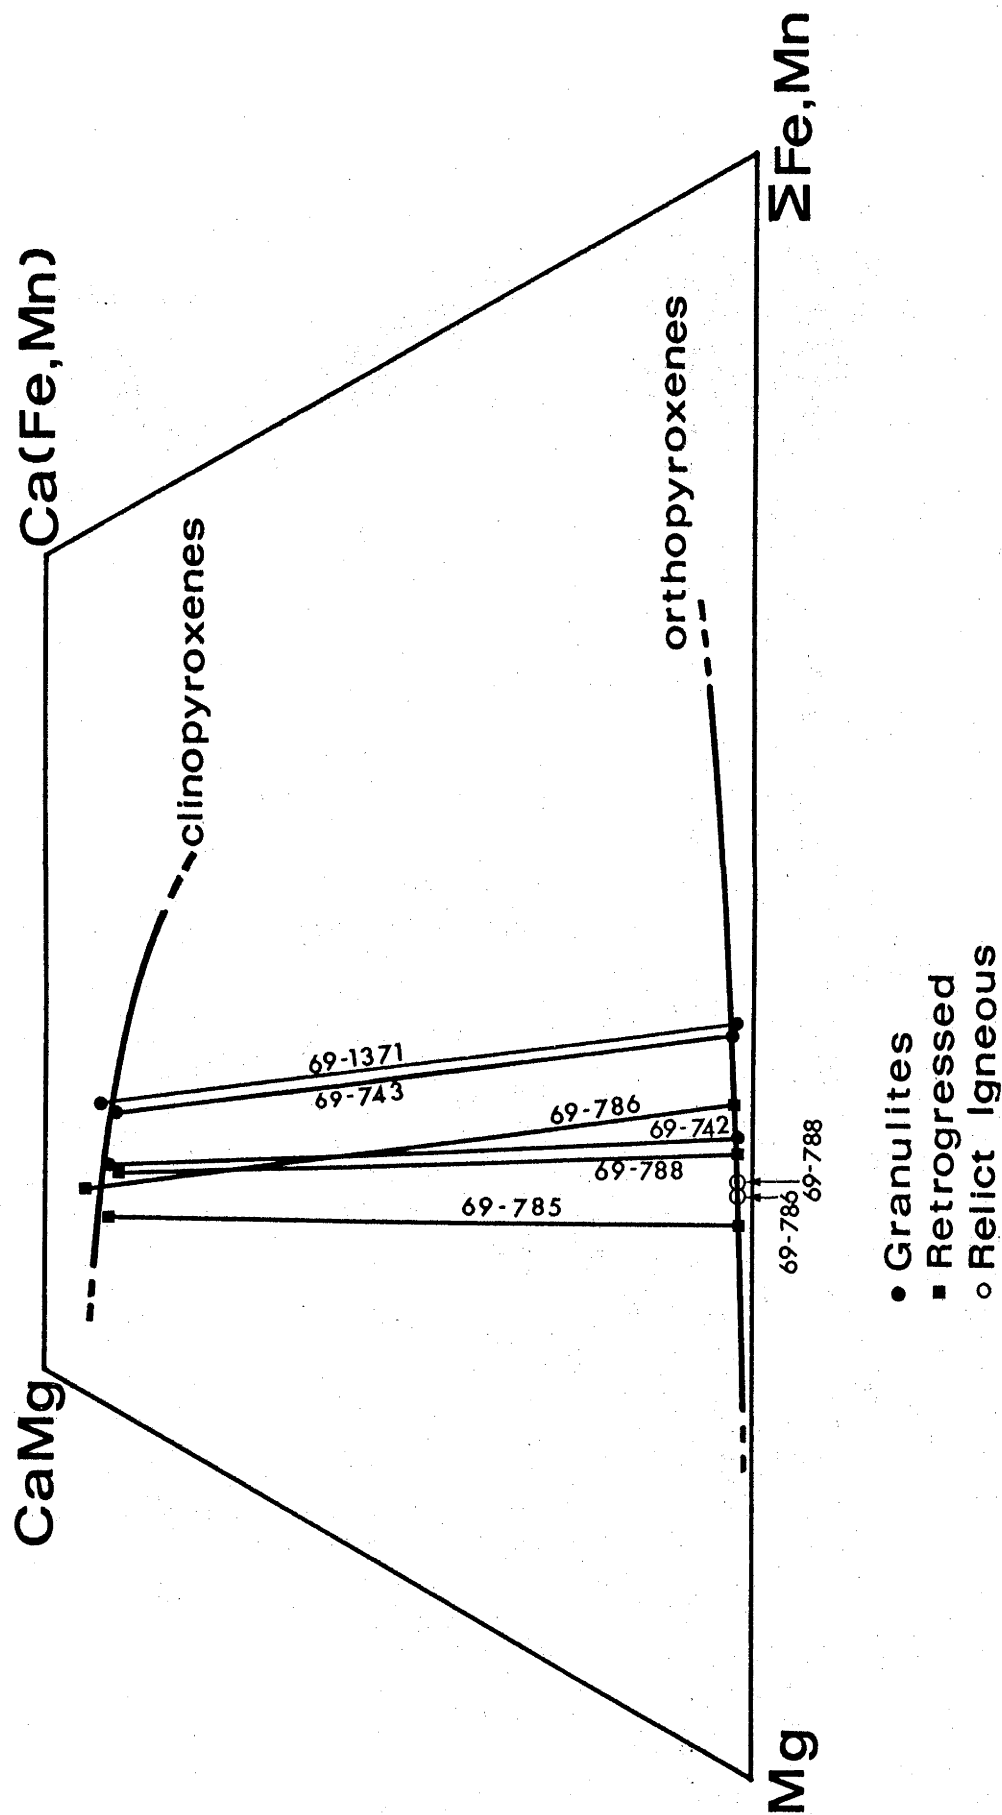 CaMg
Ca(Fe,Mn)
clinopyroxenes
69-1371
69-743
69-786
69-742
69-788
69-785
orthopyroxenes
69-786
69-788
Mg
ΣFe,Mn
● Granulites
■ Retrogressed
○ Relict Igneous